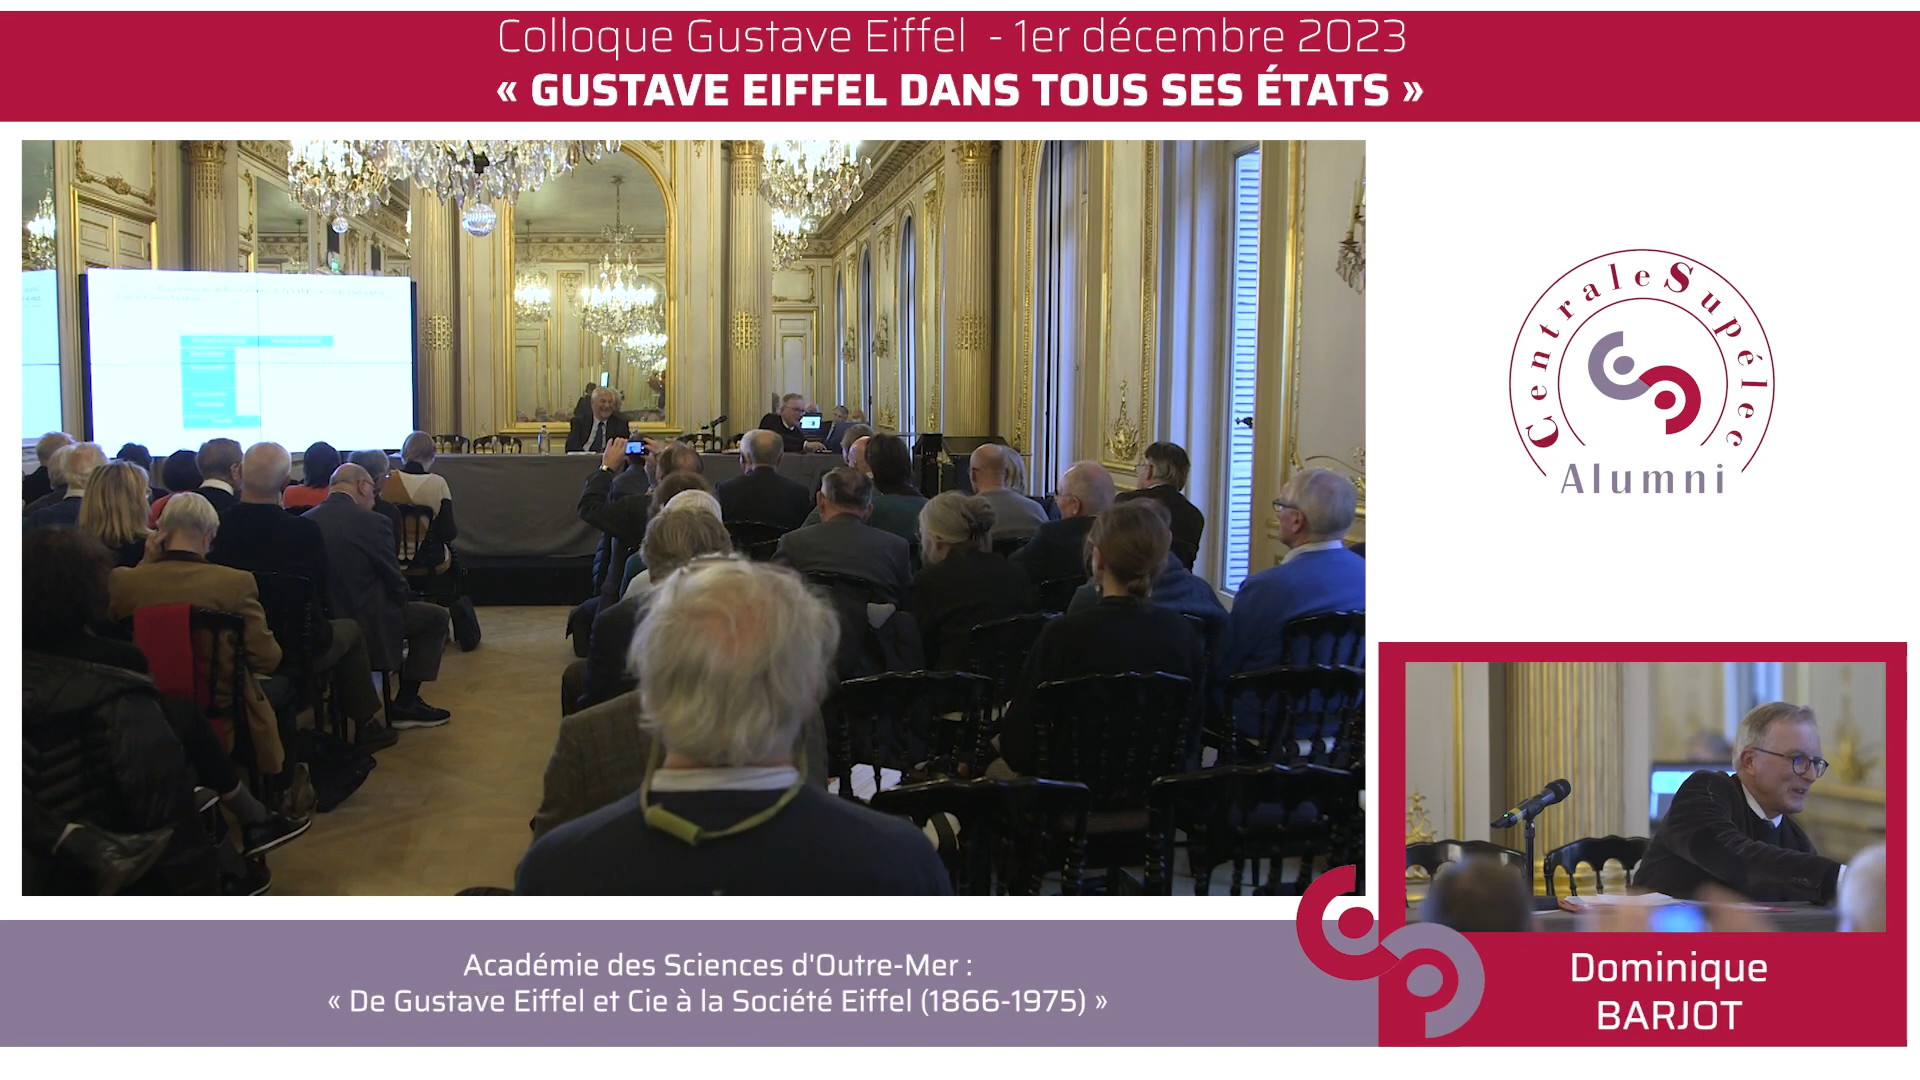 Colloque Gustave Eiffel - 1er décembre 2023
« GUSTAVE EIFFEL DANS TOUS SES ÉTATS »
CentraleSupélec
Alumni
Académie des Sciences d'Outre-Mer :
« De Gustave Eiffel et Cie à la Société Eiffel (1866-1975) »
Dominique
BARJOT